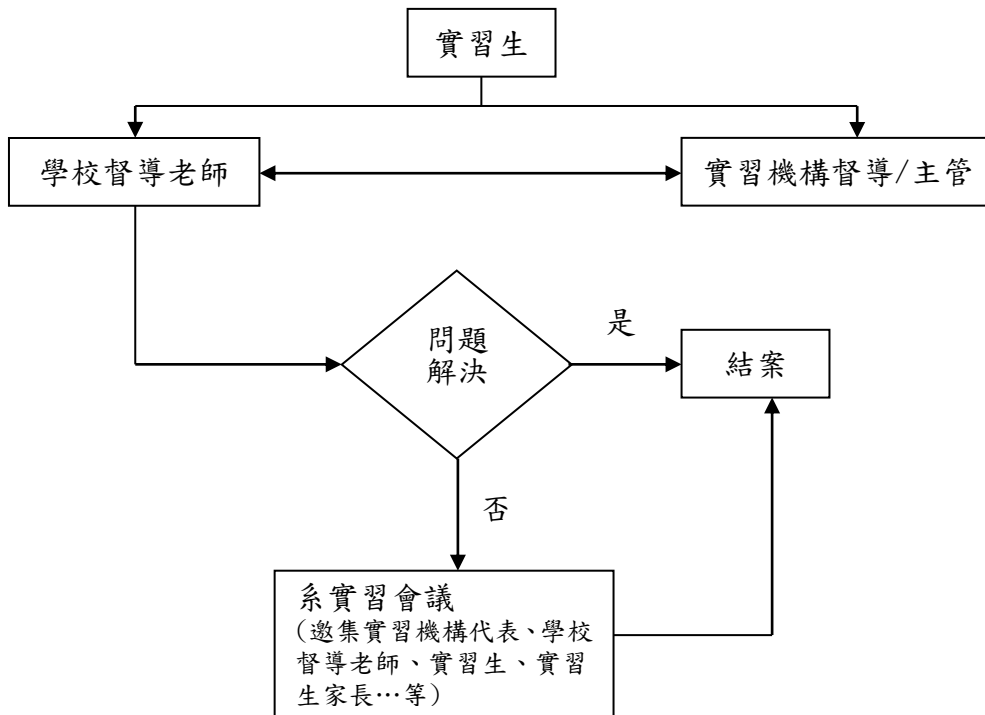 實習生
學校督導老師
實習機構督導/主管
問題
解決
是
結案
否
系實習會議
(邀集實習機構代表、學校
督導老師、實習生、實習
生家長…等)